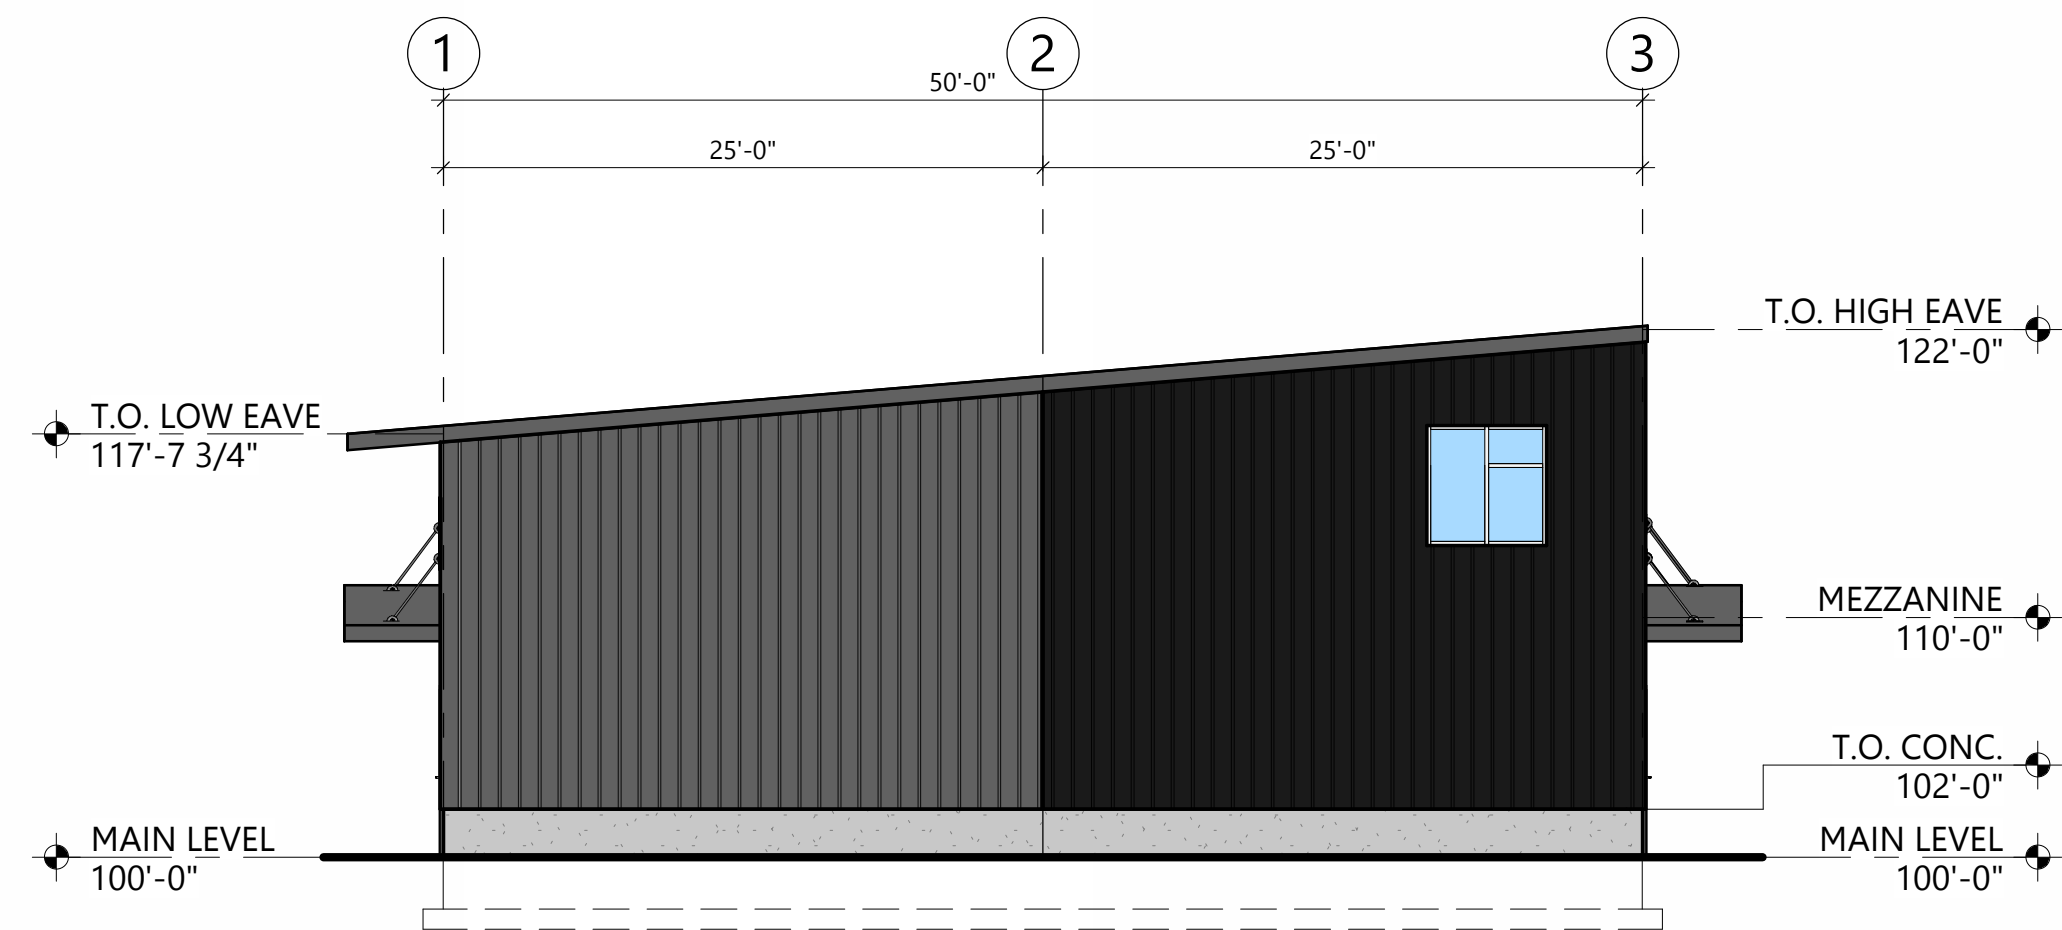 1
2
3
50'-0"
25'-0"
25'-0"
T.O. HIGH EAVE
122'-0"
T.O. LOW EAVE
117'-7 3/4"
MEZZANINE
110'-0"
T.O. CONC.
102'-0"
MAIN LEVEL
100'-0"
MAIN LEVEL
100'-0"